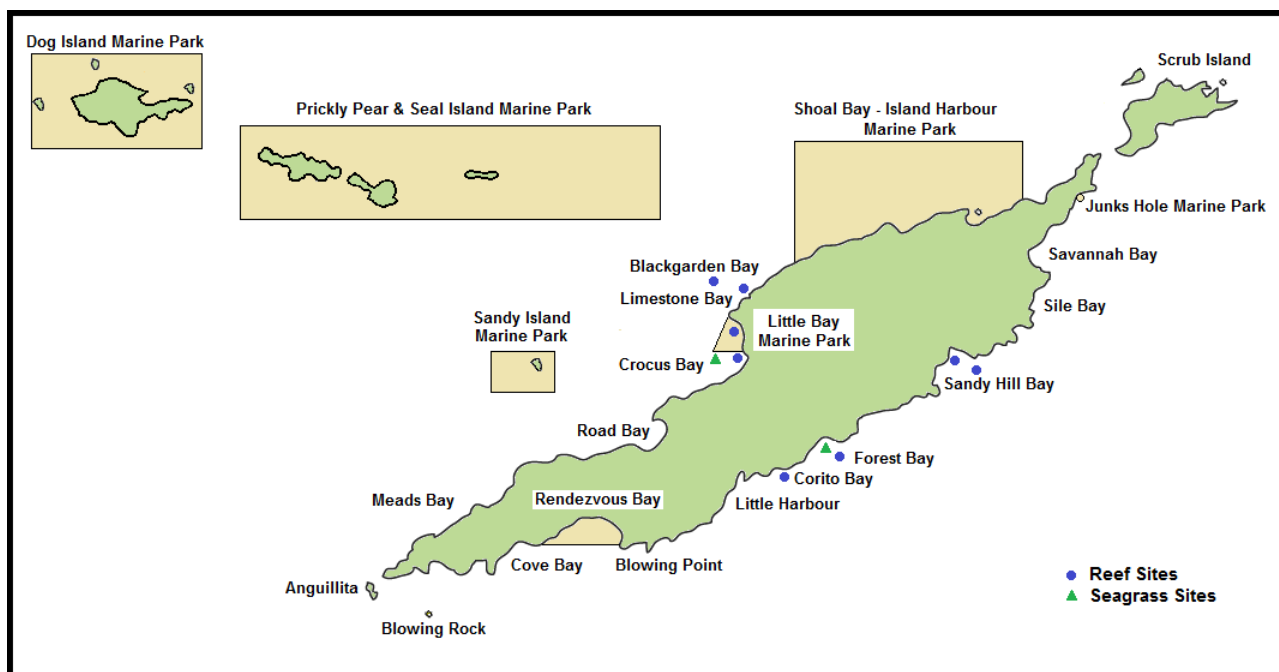 Dog Island Marine Park
Scrub Island
Prickly Pear & Seal Island Marine Park
Shoal Bay - Island Harbour
Marine Park
Junks Hole Marine Park
Savannah Bay
Blackgarden Bay
Limestone Bay
Sile Bay
Sandy Island
Marine Park
Little Bay
Marine Park
Crocus Bay
Sandy Hill Bay
Road Bay
Forest Bay
Corito Bay
Meads Bay
Rendezvous Bay
Little Harbour
Cove Bay
Blowing Point
Anguillita
Blowing Rock
Reef Sites
Seagrass Sites